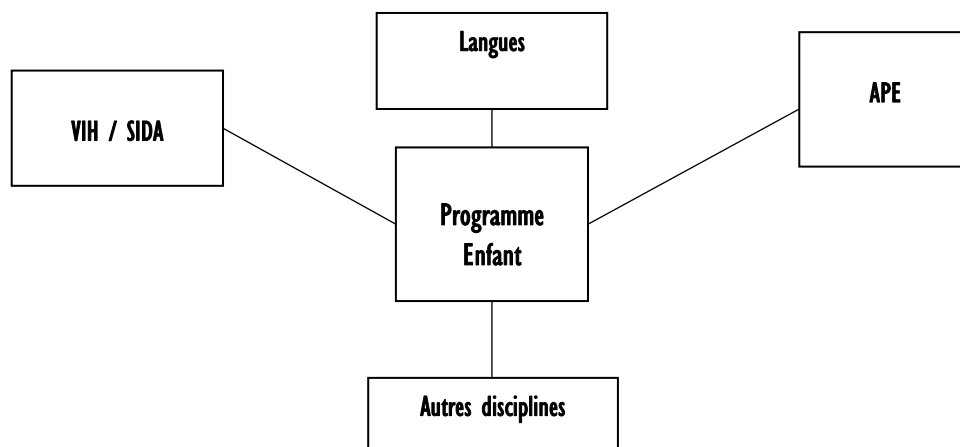 Langues
APE
VIH / SIDA
Programme
Enfant
Autres disciplines